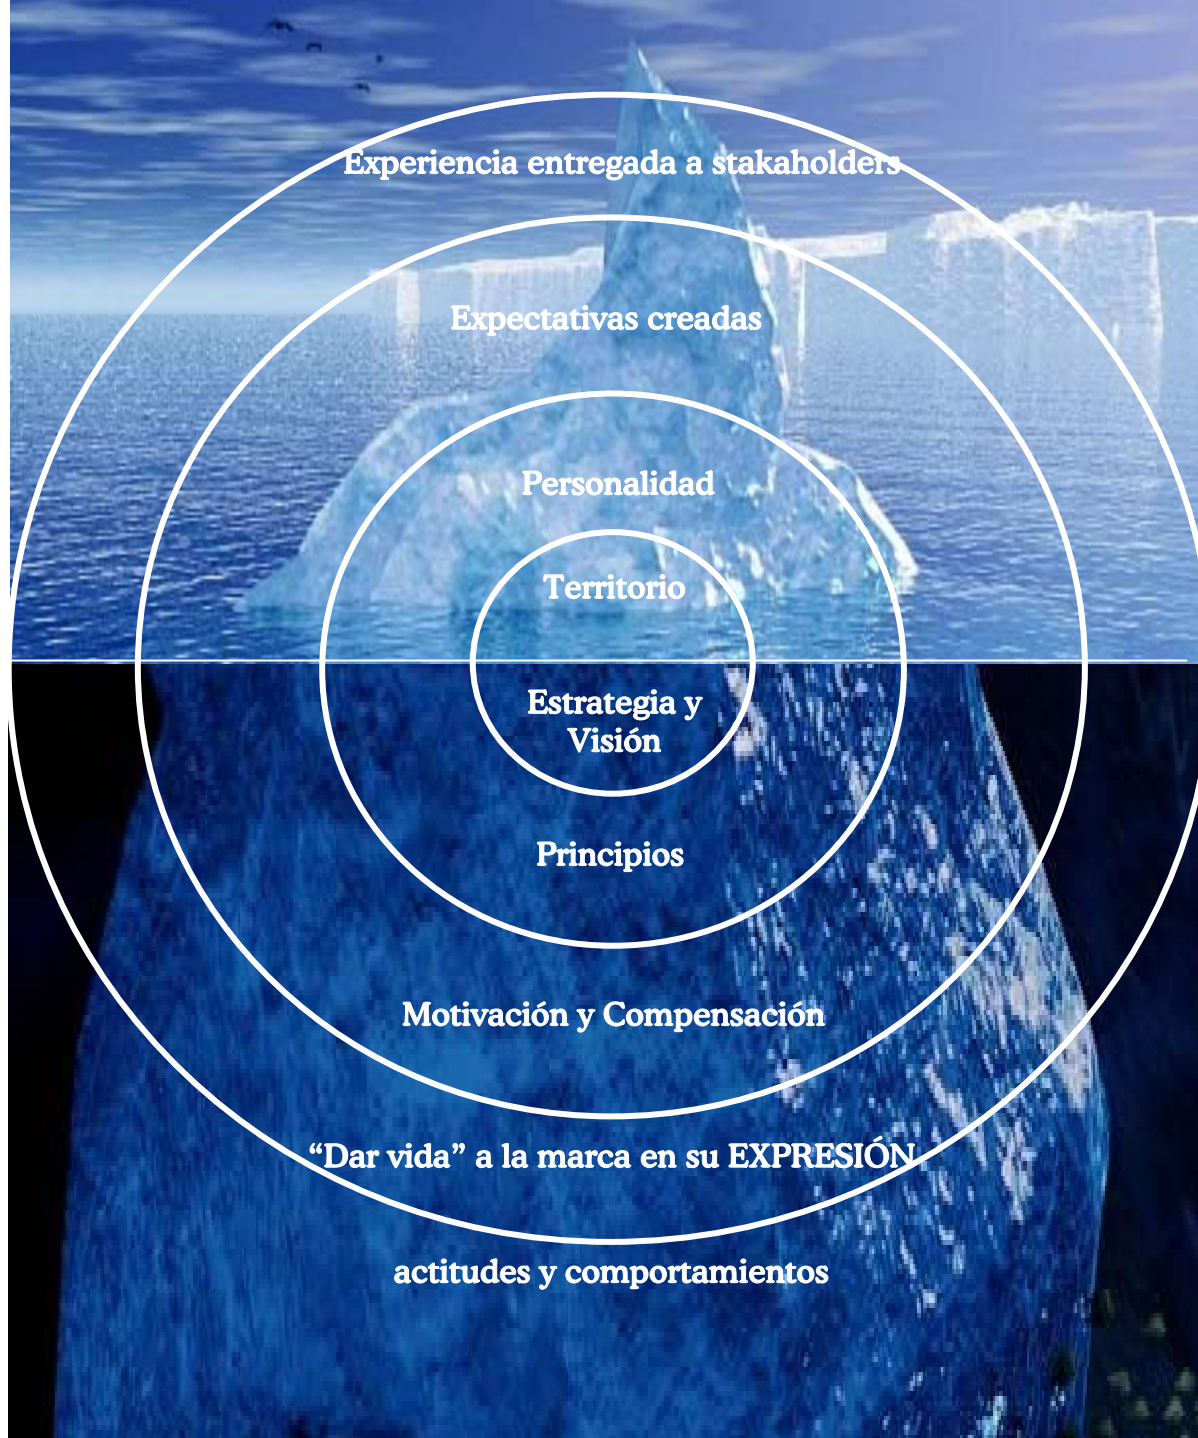 Experiencia entregada a stakaholders
Expectativas creadas
Personalidad
Territorio
Estrategia y
Visión
Principios
Motivación y Compensación
“Dar vida” a la marca en su EXPRESIÓN
actitudes y comportamientos